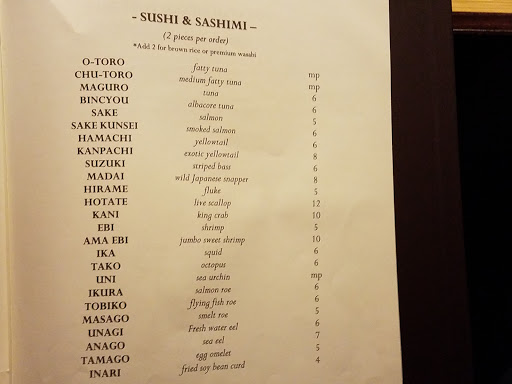 - SUSHI & SASHIMI –
(2 pieces per order)
*Add 2 for brown rice or premium wasabi
O-TORO fatty tuna mp
CHU-TORO medium fatty tuna mp
MAGURO tuna 6
BINCYOU albacore tuna 6
SAKE salmon 5
SAKE KUNSEI smoked salmon 6
HAMACHI yellowtail 6
KANPACHI exotic yellowtail 8
SUZUKI striped bass 6
MADAI wild Japanese snapper 8
HIRAME fluke 5
HOTATE live scallop 12
KANI king crab 10
EBI shrimp 5
AMA EBI jumbo sweet shrimp 10
IKA squid 6
TAKO octopus 6
UNI sea urchin mp
IKURA salmon roe 6
TOBIKO flying fish roe 6
MASAGO smelt roe 5
UNAGI Fresh water eel 6
ANAGO sea eel 7
TAMAGO egg omelet 5
INARI fried soy bean curd 4